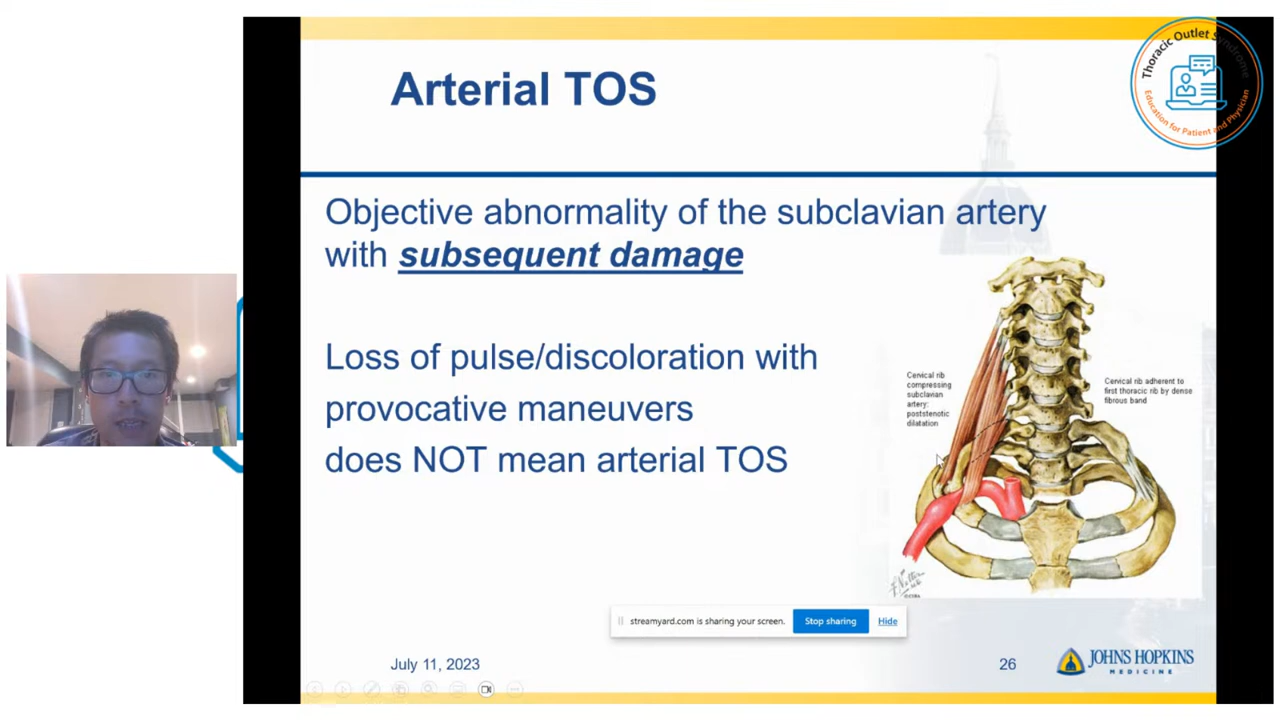 Arterial TOS
Thoracic Outlet Syndrome
Education for Patient and Physician
Objective abnormality of the subclavian artery
with subsequent damage
Loss of pulse/discoloration with
provocative maneuvers
does NOT mean arterial TOS
Cervical rib
compressing
subclavian
artery:
poststenotic
dilatation
Cervical rib adherent to
first thoracic rib by dense
fibrous band
streamyard.com is sharing your screen.
Stop sharing
Hide
July 11, 2023
26
JOHNS HOPKINS
MEDICINE